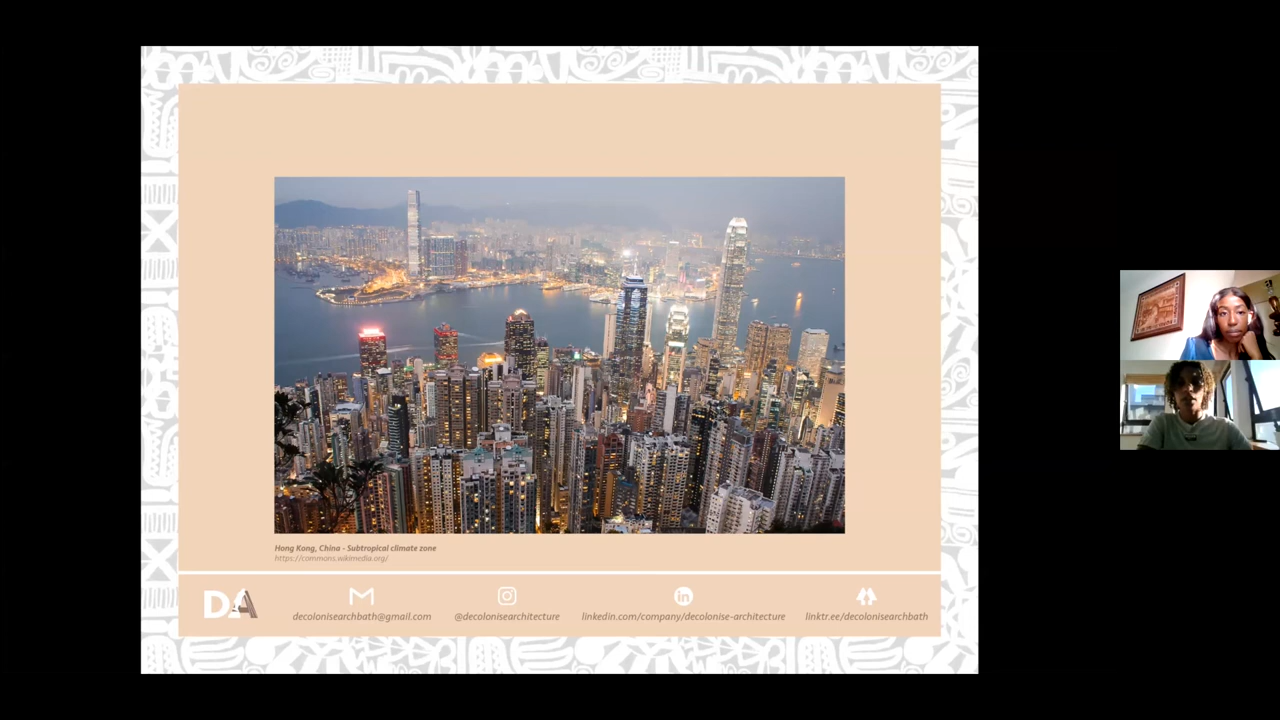 Hong Kong, China - Subtropical climate zone
https://commons.wikimedia.org/
DA
decolonisearchbath@gmail.com
@decolonisearchitecture
linkedin.com/company/decolonise-architecture
linktr.ee/decolonisearchbath